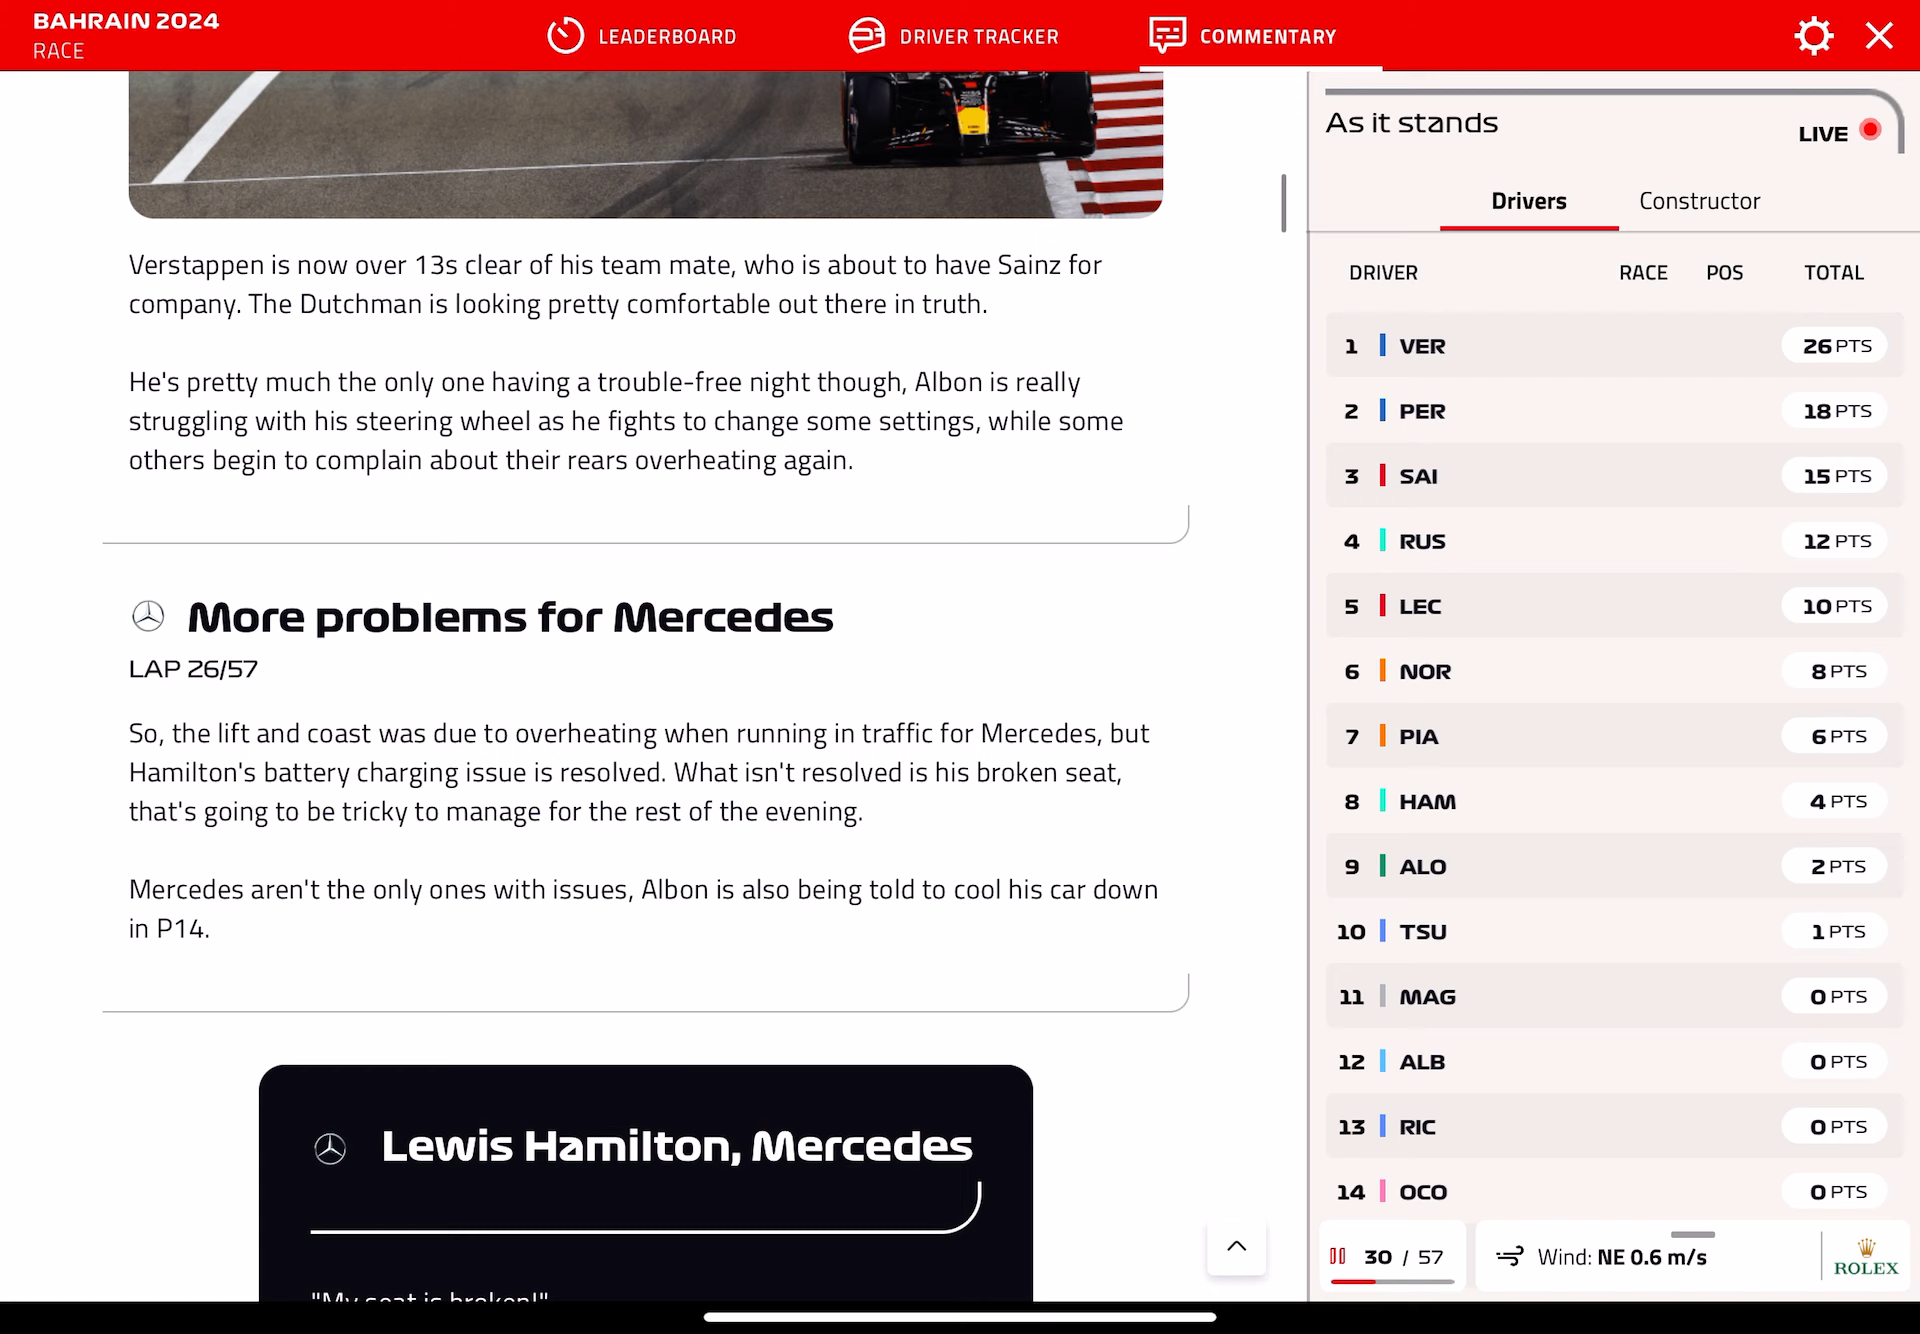 BAHRAIN 2024
RACE
LEADERBOARD
DRIVER TRACKER
COMMENTARY
Verstappen is now over 13s clear of his team mate, who is about to have Sainz for
company. The Dutchman is looking pretty comfortable out there in truth.
He's pretty much the only one having a trouble-free night though, Albon is really
struggling with his steering wheel as he fights to change some settings, while some
others begin to complain about their rears overheating again.
More problems for Mercedes
LAP 26/57
So, the lift and coast was due to overheating when running in traffic for Mercedes, but
Hamilton's battery charging issue is resolved. What isn't resolved is his broken seat,
that's going to be tricky to manage for the rest of the evening.
Mercedes aren't the only ones with issues, Albon is also being told to cool his car down
in P14.
Lewis Hamilton, Mercedes
"My seat is broken!"
As it stands
LIVE
Drivers
Constructor
DRIVER RACE POS TOTAL
1 VER 26 PTS
2 PER 18 PTS
3 SAI 15 PTS
4 RUS 12 PTS
5 LEC 10 PTS
6 NOR 8 PTS
7 PIA 6 PTS
8 HAM 4 PTS
9 ALO 2 PTS
10 TSU 1 PTS
11 MAG 0 PTS
12 ALB 0 PTS
13 RIC 0 PTS
14 OCO 0 PTS
30 / 57
Wind: NE 0.6 m/s
ROLEX